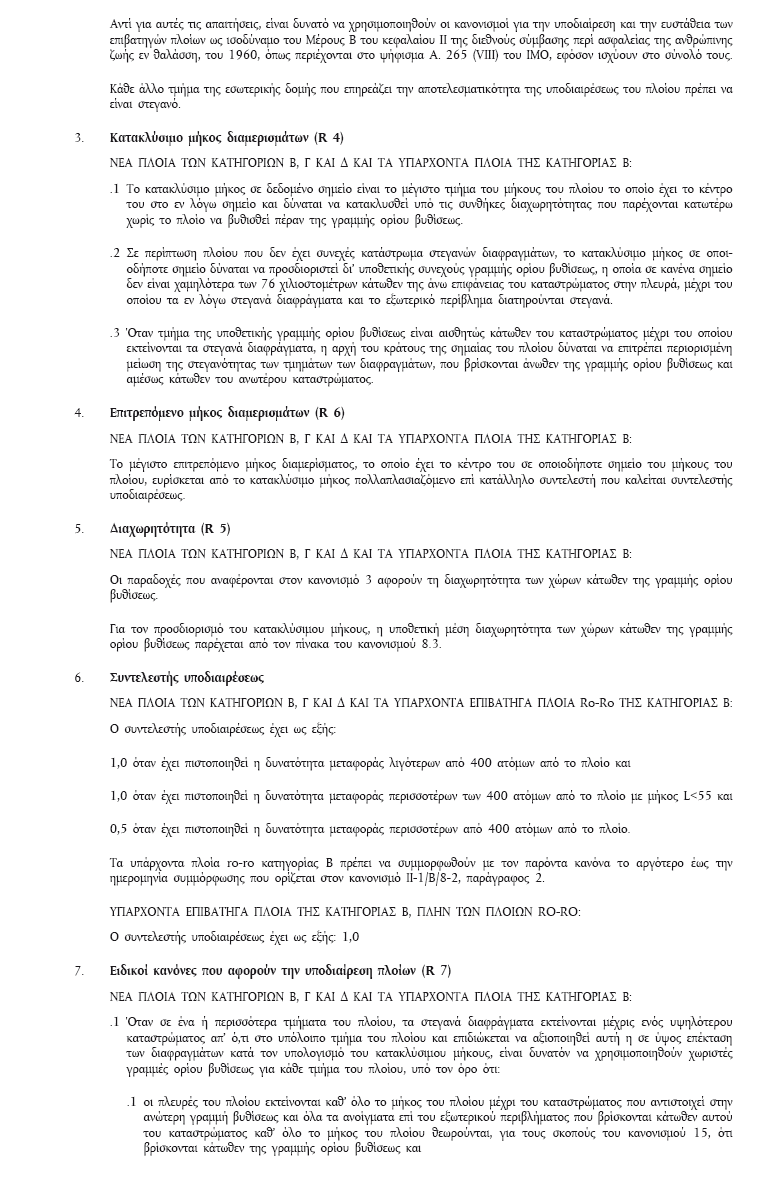 Αντί για αυτές τις απαιτήσεις, είναι δυνατό να χρησιμοποιηθούν οι κανονισμοί για την υποδιαίρεση και την ευστάθεια των
επιβατηγών πλοίων ως ισοδύναμο του Μέρους Β του κεφαλαίου ΙΙ της διεθνούς σύμβασης περί ασφαλείας της ανθρώπινης
ζωής εν θαλάσση, του 1960, όπως περιέχονται στο ψήφισμα Α. 265 (VIII) του ΙΜΟ, εφόσον ισχύουν στο σύνολό τους.
Κάθε άλλο τμήμα της εσωτερικής δομής που επηρεάζει την αποτελεσματικότητα της υποδιαιρέσεως του πλοίου πρέπει να
είναι στεγανό.
3. Κατακλύσιμο μήκος διαμερισμάτων (R 4)
ΝΕΑ ΠΛΟΙΑ ΤΩΝ ΚΑΤΗΓΟΡΙΩΝ Β, Γ ΚΑΙ Δ ΚΑΙ ΤΑ ΥΠΑΡΧΟΝΤΑ ΠΛΟΙΑ ΤΗΣ ΚΑΤΗΓΟΡΙΑΣ Β:
.1 Το κατακλύσιμο μήκος σε δεδομένο σημείο είναι το μέγιστο τμήμα του μήκους του πλοίου το οποίο έχει το κέντρο
του στο εν λόγω σημείο και δύναται να κατακλυσθεί υπό τις συνθήκες διαχωρητότητας που παρέχονται κατωτέρω
χωρίς το πλοίο να βυθισθεί πέραν της γραμμής ορίου βυθίσεως.
.2 Σε περίπτωση πλοίου που δεν έχει συνεχές κατάστρωμα στεγανών διαφραγμάτων, το κατακλύσιμο μήκος σε οποι-
οδήποτε σημείο δύναται να προσδιοριστεί δι' υποθετικής συνεχούς γραμμής ορίου βυθίσεως, η οποία σε κανένα σημείο
δεν είναι χαμηλότερα των 76 χιλιοστομέτρων κάτωθεν της άνω επιφάνειας του καταστρώματος στην πλευρά, μέχρι του
οποίου τα εν λόγω στεγανά διαφράγματα και το εξωτερικό περίβλημα διατηρούνται στεγανά.
.3 Όταν τμήμα της υποθετικής γραμμής ορίου βυθίσεως είναι αισθητώς κάτωθεν του καταστρώματος μέχρι του οποίου
εκτείνονται τα στεγανά διαφράγματα, η αρχή του κράτους της σημαίας του πλοίου δύναται να επιτρέπει περιορισμένη
μείωση της στεγανότητας των τμημάτων των διαφραγμάτων, που βρίσκονται άνωθεν της γραμμής ορίου βυθίσεως και
αμέσως κάτωθεν του ανωτέρου καταστρώματος.
4. Επιτρεπόμενο μήκος διαμερισμάτων (R 6)
ΝΕΑ ΠΛΟΙΑ ΤΩΝ ΚΑΤΗΓΟΡΙΩΝ Β, Γ ΚΑΙ Δ ΚΑΙ ΤΑ ΥΠΑΡΧΟΝΤΑ ΠΛΟΙΑ ΤΗΣ ΚΑΤΗΓΟΡΙΑΣ Β:
Το μέγιστο επιτρεπόμενο μήκος διαμερίσματος, το οποίο έχει το κέντρο του σε οποιοδήποτε σημείο του μήκους του
πλοίου, ευρίσκεται από το κατακλύσιμο μήκος πολλαπλασιαζόμενο επί κατάλληλο συντελεστή που καλείται συντελεστής
υποδιαιρέσεως.
5. Διαχωρητότητα (R 5)
ΝΕΑ ΠΛΟΙΑ ΤΩΝ ΚΑΤΗΓΟΡΙΩΝ Β, Γ ΚΑΙ Δ ΚΑΙ ΤΑ ΥΠΑΡΧΟΝΤΑ ΠΛΟΙΑ ΤΗΣ ΚΑΤΗΓΟΡΙΑΣ Β:
Οι παραδοχές που αναφέρονται στον κανονισμό 3 αφορούν τη διαχωρητότητα των χώρων κάτωθεν της γραμμής ορίου
βυθίσεως.
Για τον προσδιορισμό του κατακλύσιμου μήκους, η υποθετική μέση διαχωρητότητα των χώρων κάτωθεν της γραμμής
ορίου βυθίσεως παρέχεται από τον πίνακα του κανονισμού 8.3.
6. Συντελεστής υποδιαιρέσεως
ΝΕΑ ΠΛΟΙΑ ΤΩΝ ΚΑΤΗΓΟΡΙΩΝ Β, Γ ΚΑΙ Δ ΚΑΙ ΤΑ ΥΠΑΡΧΟΝΤΑ ΕΠΙΒΑΤΗΓΑ ΠΛΟΙΑ Ro-Ro ΤΗΣ ΚΑΤΗΓΟΡΙΑΣ Β:
Ο συντελεστής υποδιαιρέσεως έχει ως εξής:
1,0 όταν έχει πιστοποιηθεί η δυνατότητα μεταφοράς λιγότερων από 400 ατόμων από το πλοίο και
1,0 όταν έχει πιστοποιηθεί η δυνατότητα μεταφοράς περισσοτέρων των 400 ατόμων από το πλοίο με μήκος L<55 και
0,5 όταν έχει πιστοποιηθεί η δυνατότητα μεταφοράς περισσοτέρων από 400 ατόμων από το πλοίο.
Τα υπάρχοντα πλοία ro-ro κατηγορίας Β πρέπει να συμμορφωθούν με τον παρόντα κανόνα το αργότερο έως την
ημερομηνία συμμόρφωσης που ορίζεται στον κανονισμό ΙΙ-1/Β/8-2, παράγραφος 2.
ΥΠΑΡΧΟΝΤΑ ΕΠΙΒΑΤΗΓΑ ΠΛΟΙΑ ΤΗΣ ΚΑΤΗΓΟΡΙΑΣ Β, ΠΛΗΝ ΤΩΝ ΠΛΟΙΩΝ RO-RO:
Ο συντελεστής υποδιαιρέσεως έχει ως εξής: 1,0
7. Ειδικοί κανόνες που αφορούν την υποδιαίρεση πλοίων (R 7)
ΝΕΑ ΠΛΟΙΑ ΤΩΝ ΚΑΤΗΓΟΡΙΩΝ Β, Γ ΚΑΙ Δ ΚΑΙ ΤΑ ΥΠΑΡΧΟΝΤΑ ΠΛΟΙΑ ΤΗΣ ΚΑΤΗΓΟΡΙΑΣ Β:
.1 Όταν σε ένα ή περισσότερα τμήματα του πλοίου, τα στεγανά διαφράγματα εκτείνονται μέχρις ενός υψηλότερου
καταστρώματος απ' ό,τι στο υπόλοιπο τμήμα του πλοίου και επιδιώκεται να αξιοποιηθεί αυτή η σε ύψος επέκταση
των διαφραγμάτων κατά τον υπολογισμό του κατακλύσιμου μήκους, είναι δυνατόν να χρησιμοποιηθούν χωριστές
γραμμές ορίου βυθίσεως για κάθε τμήμα του πλοίου, υπό τον όρο ότι:
.1 οι πλευρές του πλοίου εκτείνονται καθ' όλο το μήκος του πλοίου μέχρι του καταστρώματος που αντιστοιχεί στην
ανώτερη γραμμή βυθίσεως και όλα τα ανοίγματα επί του εξωτερικού περιβλήματος που βρίσκονται κάτωθεν αυτού
του καταστρώματος καθ' όλο το μήκος του πλοίου θεωρούνται, για τους σκοπούς του κανονισμού 15, ότι
βρίσκονται κάτωθεν της γραμμής ορίου βυθίσεως και